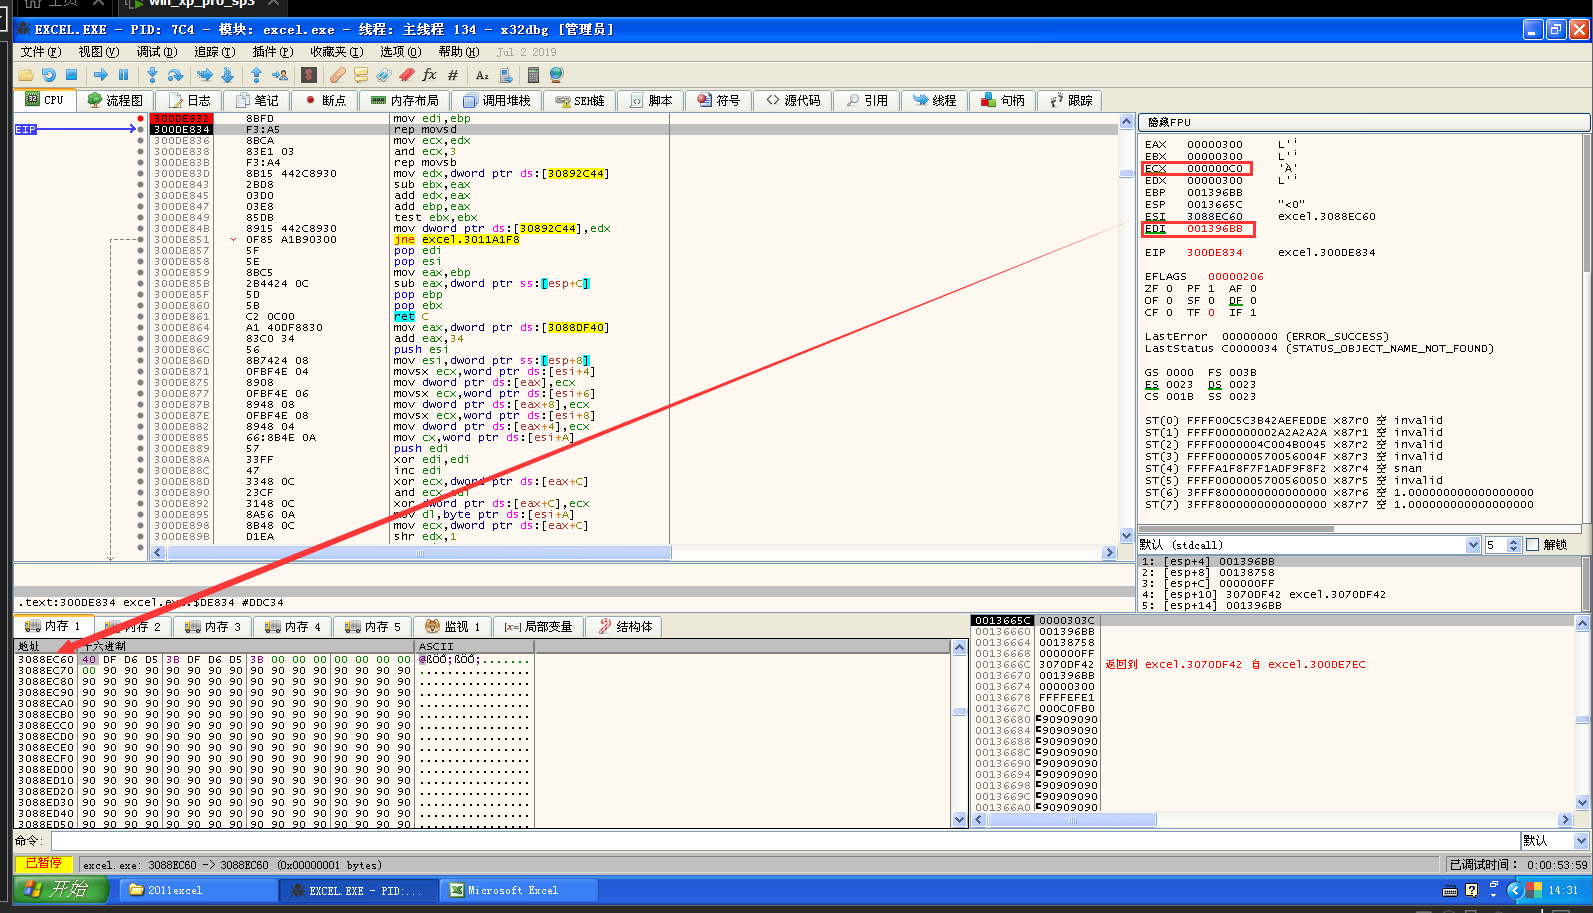 主页
win_xp_pro_sp3
EXCEL.EXE - PID: 7C4 - 模块: excel.exe - 线程: 主线程 134 - x32dbg [管理员]
文件(F) 视图(V) 调试(D) 追踪(T) 插件(P) 收藏夹(I) 选项(O) 帮助(H) Jul 2 2019
CPU 流程图 日志 笔记 断点 内存布局 调用堆栈 SEH链 脚本 符号 源代码 引用 线程 句柄 跟踪
EIP
300DE832 8BFD mov edi,ebp
300DE834 F3:A5 rep movsd
300DE836 8BCA mov ecx,edx
300DE838 83E1 03 and ecx,3
300DE83B F3:A4 rep movsb
300DE83D 8B15 442C8930 mov edx,dword ptr ds:[30892C44]
300DE843 2BD8 sub ebx,eax
300DE845 03D0 add edx,eax
300DE847 03E8 add ebp,eax
300DE849 85DB test ebx,ebx
300DE84B 8915 442C8930 mov dword ptr ds:[30892C44],edx
300DE851 0F85 A1B90300 jne excel.3011A1F8
300DE857 5F pop edi
300DE858 5E pop esi
300DE859 8BC5 mov eax,ebp
300DE85B 2B4424 0C sub eax,dword ptr ss:[esp+C]
300DE85F 5D pop ebp
300DE860 5B pop ebx
300DE861 C2 0C00 ret C
300DE864 A1 40DF8830 mov eax,dword ptr ds:[3088DF40]
300DE869 83C0 34 add eax,34
300DE86C 56 push esi
300DE86D 8B7424 08 mov esi,dword ptr ss:[esp+8]
300DE871 0FBF4E 04 movsx ecx,word ptr ds:[esi+4]
300DE875 8908 mov dword ptr ds:[eax],ecx
300DE877 0FBF4E 06 movsx ecx,word ptr ds:[esi+6]
300DE87B 8948 08 mov dword ptr ds:[eax+8],ecx
300DE87E 0FBF4E 08 movsx ecx,word ptr ds:[esi+8]
300DE882 8948 04 mov dword ptr ds:[eax+4],ecx
300DE885 66:8B4E 0A mov cx,word ptr ds:[esi+A]
300DE889 57 push edi
300DE88A 33FF xor edi,edi
300DE88C 47 inc edi
300DE88D 3348 0C xor ecx,dword ptr ds:[eax+C]
300DE890 23CF and ecx,edi
300DE892 3148 0C xor dword ptr ds:[eax+C],ecx
300DE895 8A56 0A mov dl,byte ptr ds:[esi+A]
300DE898 8B48 0C mov ecx,dword ptr ds:[eax+C]
300DE89B D1EA shr edx,1
.text:300DE834 excel.exe:$DE834 #DDC34
隐藏FPU
EAX 00000300 L'
EBX 00000300 L'
ECX 000000C0 'À'
EDX 00000300 L'
EBP 001396BB
ESP 0013665C "<0"
ESI 3088EC60 excel.3088EC60
EDI 001396BB
EIP 300DE834 excel.300DE834
EFLAGS 00000206
ZF 0 PF 1 AF 0
OF 0 SF 0 DF 0
CF 0 TF 0 IF 1
LastError 00000000 (ERROR_SUCCESS)
LastStatus C0000034 (STATUS_OBJECT_NAME_NOT_FOUND)
GS 0000 FS 003B
ES 0023 DS 0023
CS 001B SS 0023
ST(0) FFFF00C5C3B42AEFEDDE x87r0 空 invalid
ST(1) FFFF000000002A2A2A2A x87r1 空 invalid
ST(2) FFFF0000004C004B0045 x87r2 空 invalid
ST(3) FFFF000000570056004F x87r3 空 invalid
ST(4) FFFFA1F8F7F1ADF9F8F2 x87r4 空 snan
ST(5) FFFF0000005700560050 x87r5 空 invalid
ST(6) 3FFF8000000000000000 x87r6 空 1.000000000000000000
ST(7) 3FFF8000000000000000 x87r7 空 1.000000000000000000
默认 (stdcall) 5 解锁
1: [esp+4] 001396BB
2: [esp+8] 00138758
3: [esp+C] 000000FF
4: [esp+10] 3070DF42 excel.3070DF42
5: [esp+14] 001396BB
内存 1 内存 2 内存 3 内存 4 内存 5 监视 1 局部变量 结构体
地址 十六进制 ASCII
3088EC60 40 DF D6 D5 3B DF D6 D5 3B 00 00 00 00 00 00 00 @ßÖÕ;ßÖÕ;.......
3088EC70 00 90 90 90 90 90 90 90 90 90 90 90 90 90 90 90 ................
3088EC80 90 90 90 90 90 90 90 90 90 90 90 90 90 90 90 90 ................
3088EC90 90 90 90 90 90 90 90 90 90 90 90 90 90 90 90 90 ................
3088ECA0 90 90 90 90 90 90 90 90 90 90 90 90 90 90 90 90 ................
3088ECB0 90 90 90 90 90 90 90 90 90 90 90 90 90 90 90 90 ................
3088ECC0 90 90 90 90 90 90 90 90 90 90 90 90 90 90 90 90 ................
3088ECD0 90 90 90 90 90 90 90 90 90 90 90 90 90 90 90 90 ................
3088ECE0 90 90 90 90 90 90 90 90 90 90 90 90 90 90 90 90 ................
3088ECF0 90 90 90 90 90 90 90 90 90 90 90 90 90 90 90 90 ................
3088ED00 90 90 90 90 90 90 90 90 90 90 90 90 90 90 90 90 ................
3088ED10 90 90 90 90 90 90 90 90 90 90 90 90 90 90 90 90 ................
3088ED20 90 90 90 90 90 90 90 90 90 90 90 90 90 90 90 90 ................
3088ED30 90 90 90 90 90 90 90 90 90 90 90 90 90 90 90 90 ................
3088ED40 90 90 90 90 90 90 90 90 90 90 90 90 90 90 90 90 ................
3088ED50 90 90 90 90 90 90 90 90 90 90 90 90 90 90 90 90 ................
0013665C 0000303C
00136660 001396BB
00136664 00138758
00136668 000000FF
0013666C 3070DF42 返回到 excel.3070DF42 自 excel.300DE7EC
00136670 001396BB
00136674 00000300
00136678 FFFFEFE1
0013667C 000C0FB0
00136680 90909090
00136684 90909090
00136688 90909090
0013668C 90909090
00136690 90909090
00136694 90909090
00136698 90909090
0013669C 90909090
001366A0 90909090
命令: 默认
已暂停 excel.exe: 3088EC60 -> 3088EC60 (0x00000001 bytes) 已调试时间: 0:00:53:59
开始 2011excel EXCEL.EXE - PID:... Microsoft Excel 14:31